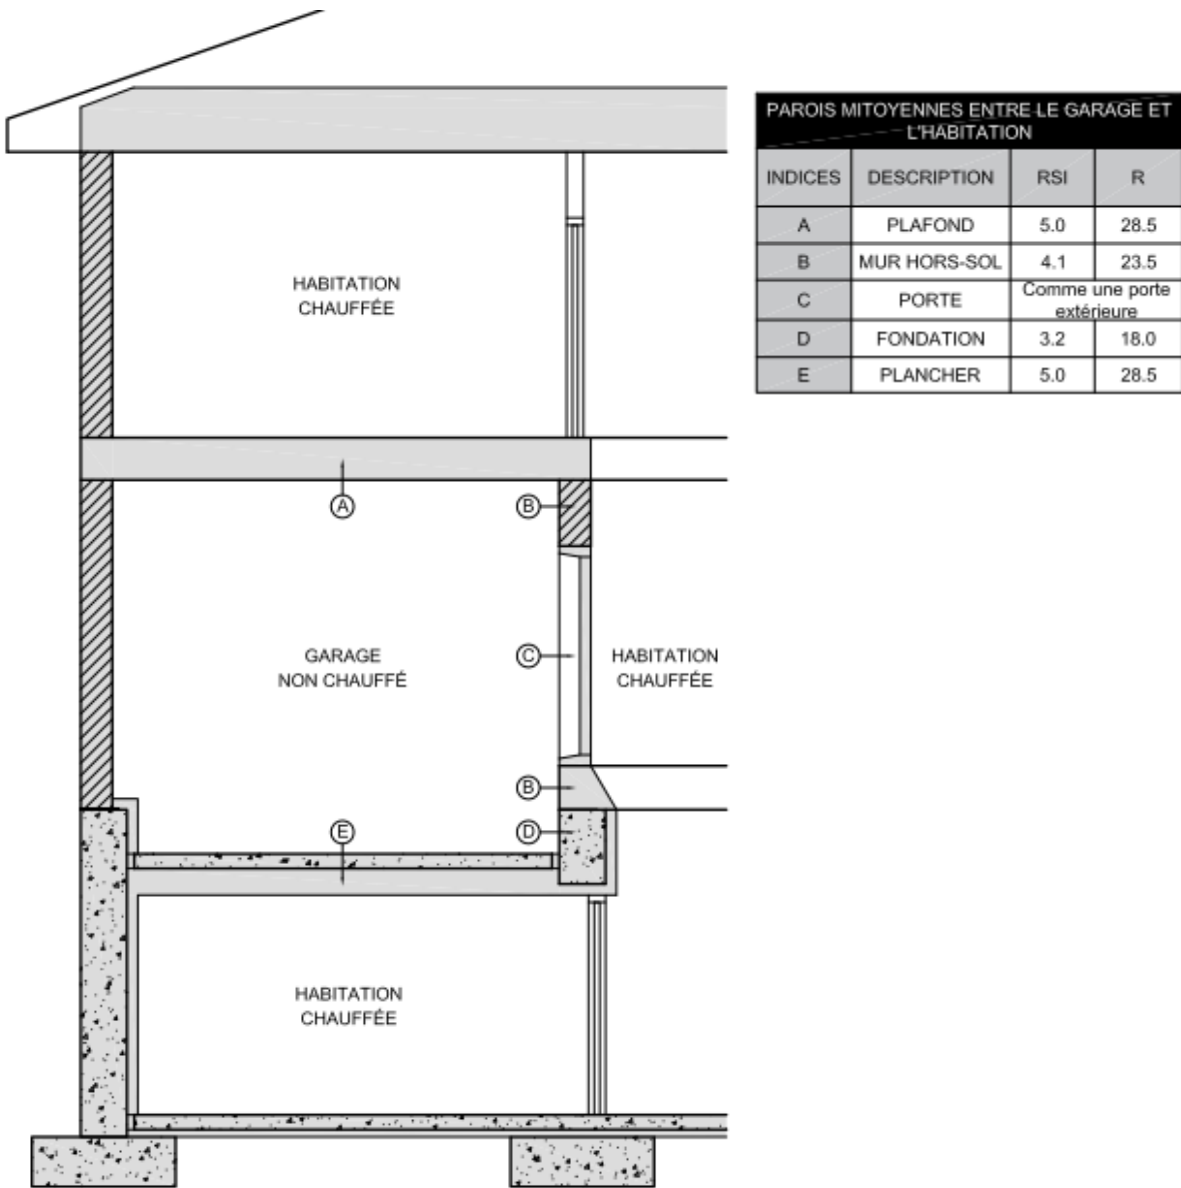 PAROIS MITOYENNES ENTRE LE GARAGE ET
L'HABITATION
INDICES DESCRIPTION RSI R
A PLAFOND 5.0 28.5
B MUR HORS-SOL 4.1 23.5
C PORTE Comme une porte
extérieure
D FONDATION 3.2 18.0
E PLANCHER 5.0 28.5
HABITATION
CHAUFFÉE
A
B
GARAGE
NON CHAUFFÉ
C
HABITATION
CHAUFFÉE
B
E
D
HABITATION
CHAUFFÉE